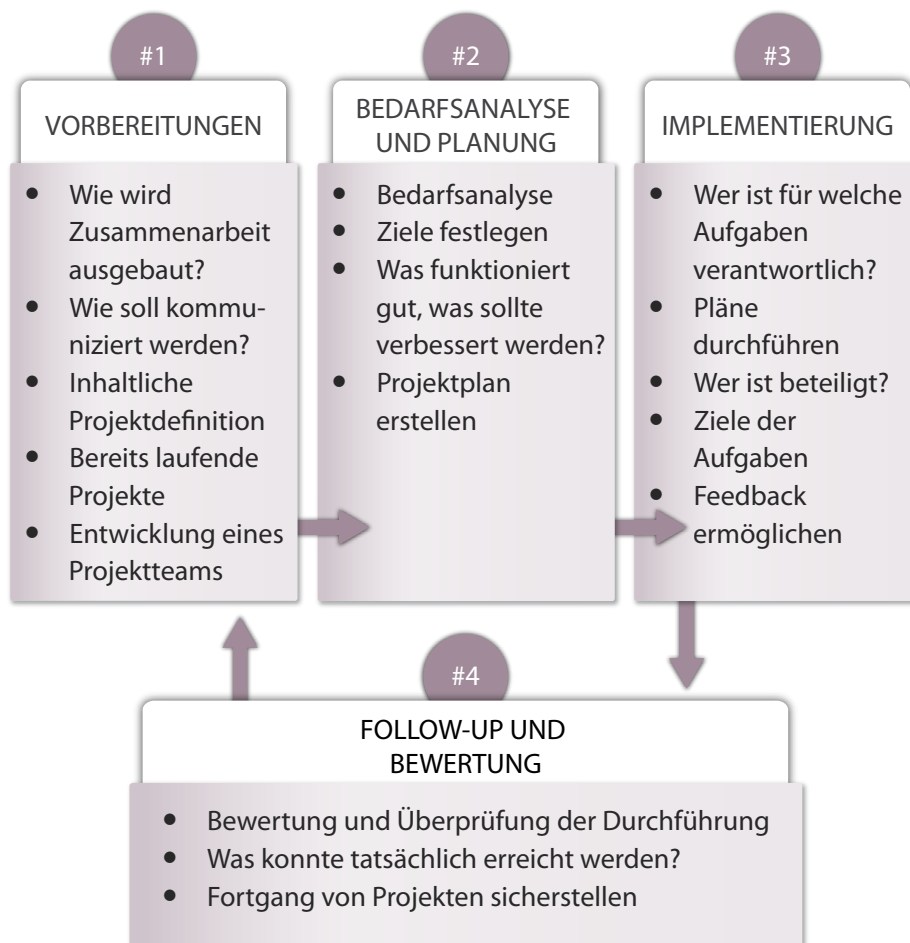 #1
VORBEREITUNGEN
• Wie wird
Zusammenarbeit
ausgebaut?
• Wie soll kommu-
niziert werden?
• Inhaltliche
Projektdefinition
• Bereits laufende
Projekte
• Entwicklung eines
Projektteams
#2
BEDARFSANALYSE
UND PLANUNG
• Bedarfsanalyse
• Ziele festlegen
• Was funktioniert
gut, was sollte
verbessert werden?
• Projektplan
erstellen
#3
IMPLEMENTIERUNG
• Wer ist für welche
Aufgaben
verantwortlich?
• Pläne
durchführen
• Wer ist beteiligt?
• Ziele der
Aufgaben
• Feedback
ermöglichen
#4
FOLLOW-UP UND
BEWERTUNG
• Bewertung und Überprüfung der Durchführung
• Was konnte tatsächlich erreicht werden?
• Fortgang von Projekten sicherstellen